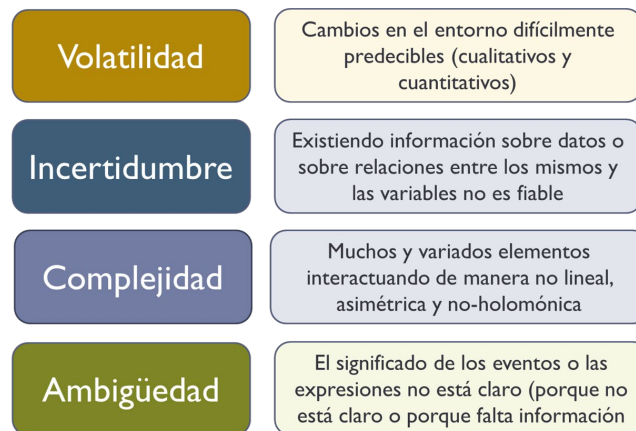 Volatilidad
Cambios en el entorno difícilmente
predecibles (cualitativos y
cuantitativos)
Incertidumbre
Existiendo información sobre datos o
sobre relaciones entre los mismos y
las variables no es fiable
Complejidad
Muchos y variados elementos
interactuando de manera no lineal,
asimétrica y no-holomónica
Ambigüedad
El significado de los eventos o las
expresiones no está claro (porque no
está claro o porque falta información